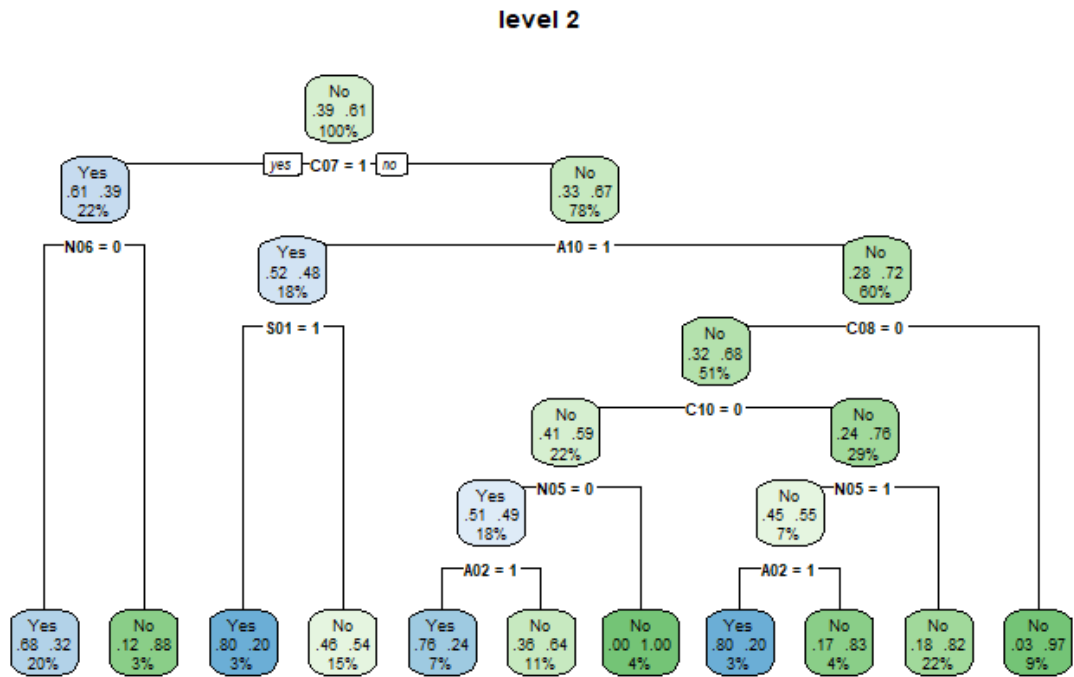 level 2
No
.39 .61
100%
yes C07 = 1 no
Yes
.61 .39
22%
No
.33 .67
78%
N06 = 0
A10 = 1
Yes
.52 .48
18%
No
.28 .72
60%
S01 = 1
C08 = 0
No
.32 .68
51%
C10 = 0
No
.41 .59
22%
No
.24 .76
29%
N05 = 0
N05 = 1
Yes
.51 .49
18%
No
.45 .55
7%
A02 = 1
A02 = 1
Yes
.68 .32
20%
No
.12 .88
3%
Yes
.80 .20
3%
No
.46 .54
15%
Yes
.76 .24
7%
No
.36 .64
11%
No
.00 1.00
4%
Yes
.80 .20
3%
No
.17 .83
4%
No
.18 .82
22%
No
.03 .97
9%